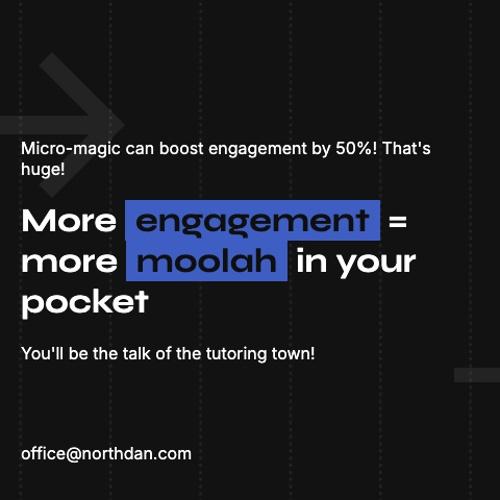 Micro-magic can boost engagement by 50%! That's
huge!
More engagement =
more moolah in your
pocket
You'll be the talk of the tutoring town!
office@northdan.com